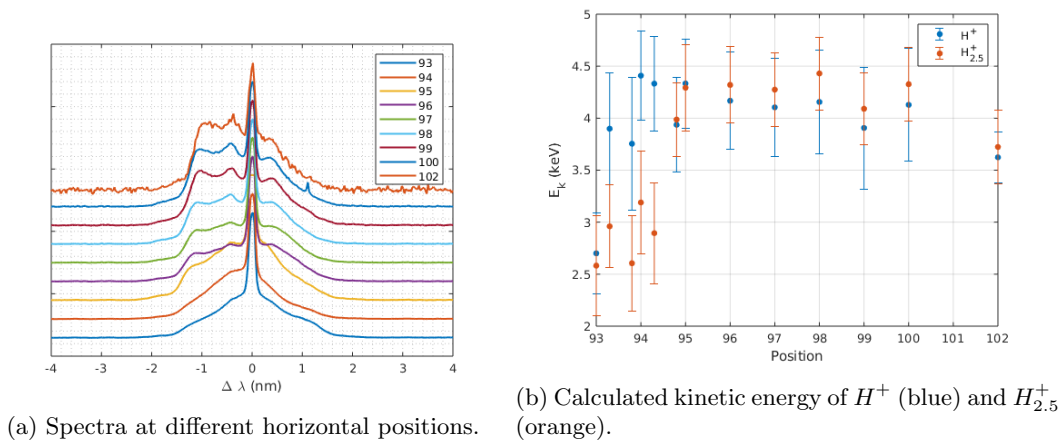 93
94
95
96
97
98
99
100
102
-4 -3 -2 -1 0 1 2 3 4
Δ λ (nm)
(a) Spectra at different horizontal positions.
5
4.5
4
3.5
3
2.5
2
E_k (keV)
H^+
H^+_{2.5}
93 94 95 96 97 98 99 100 101 102
Position
(b) Calculated kinetic energy of H^+ (blue) and H^+_{2.5}
(orange).